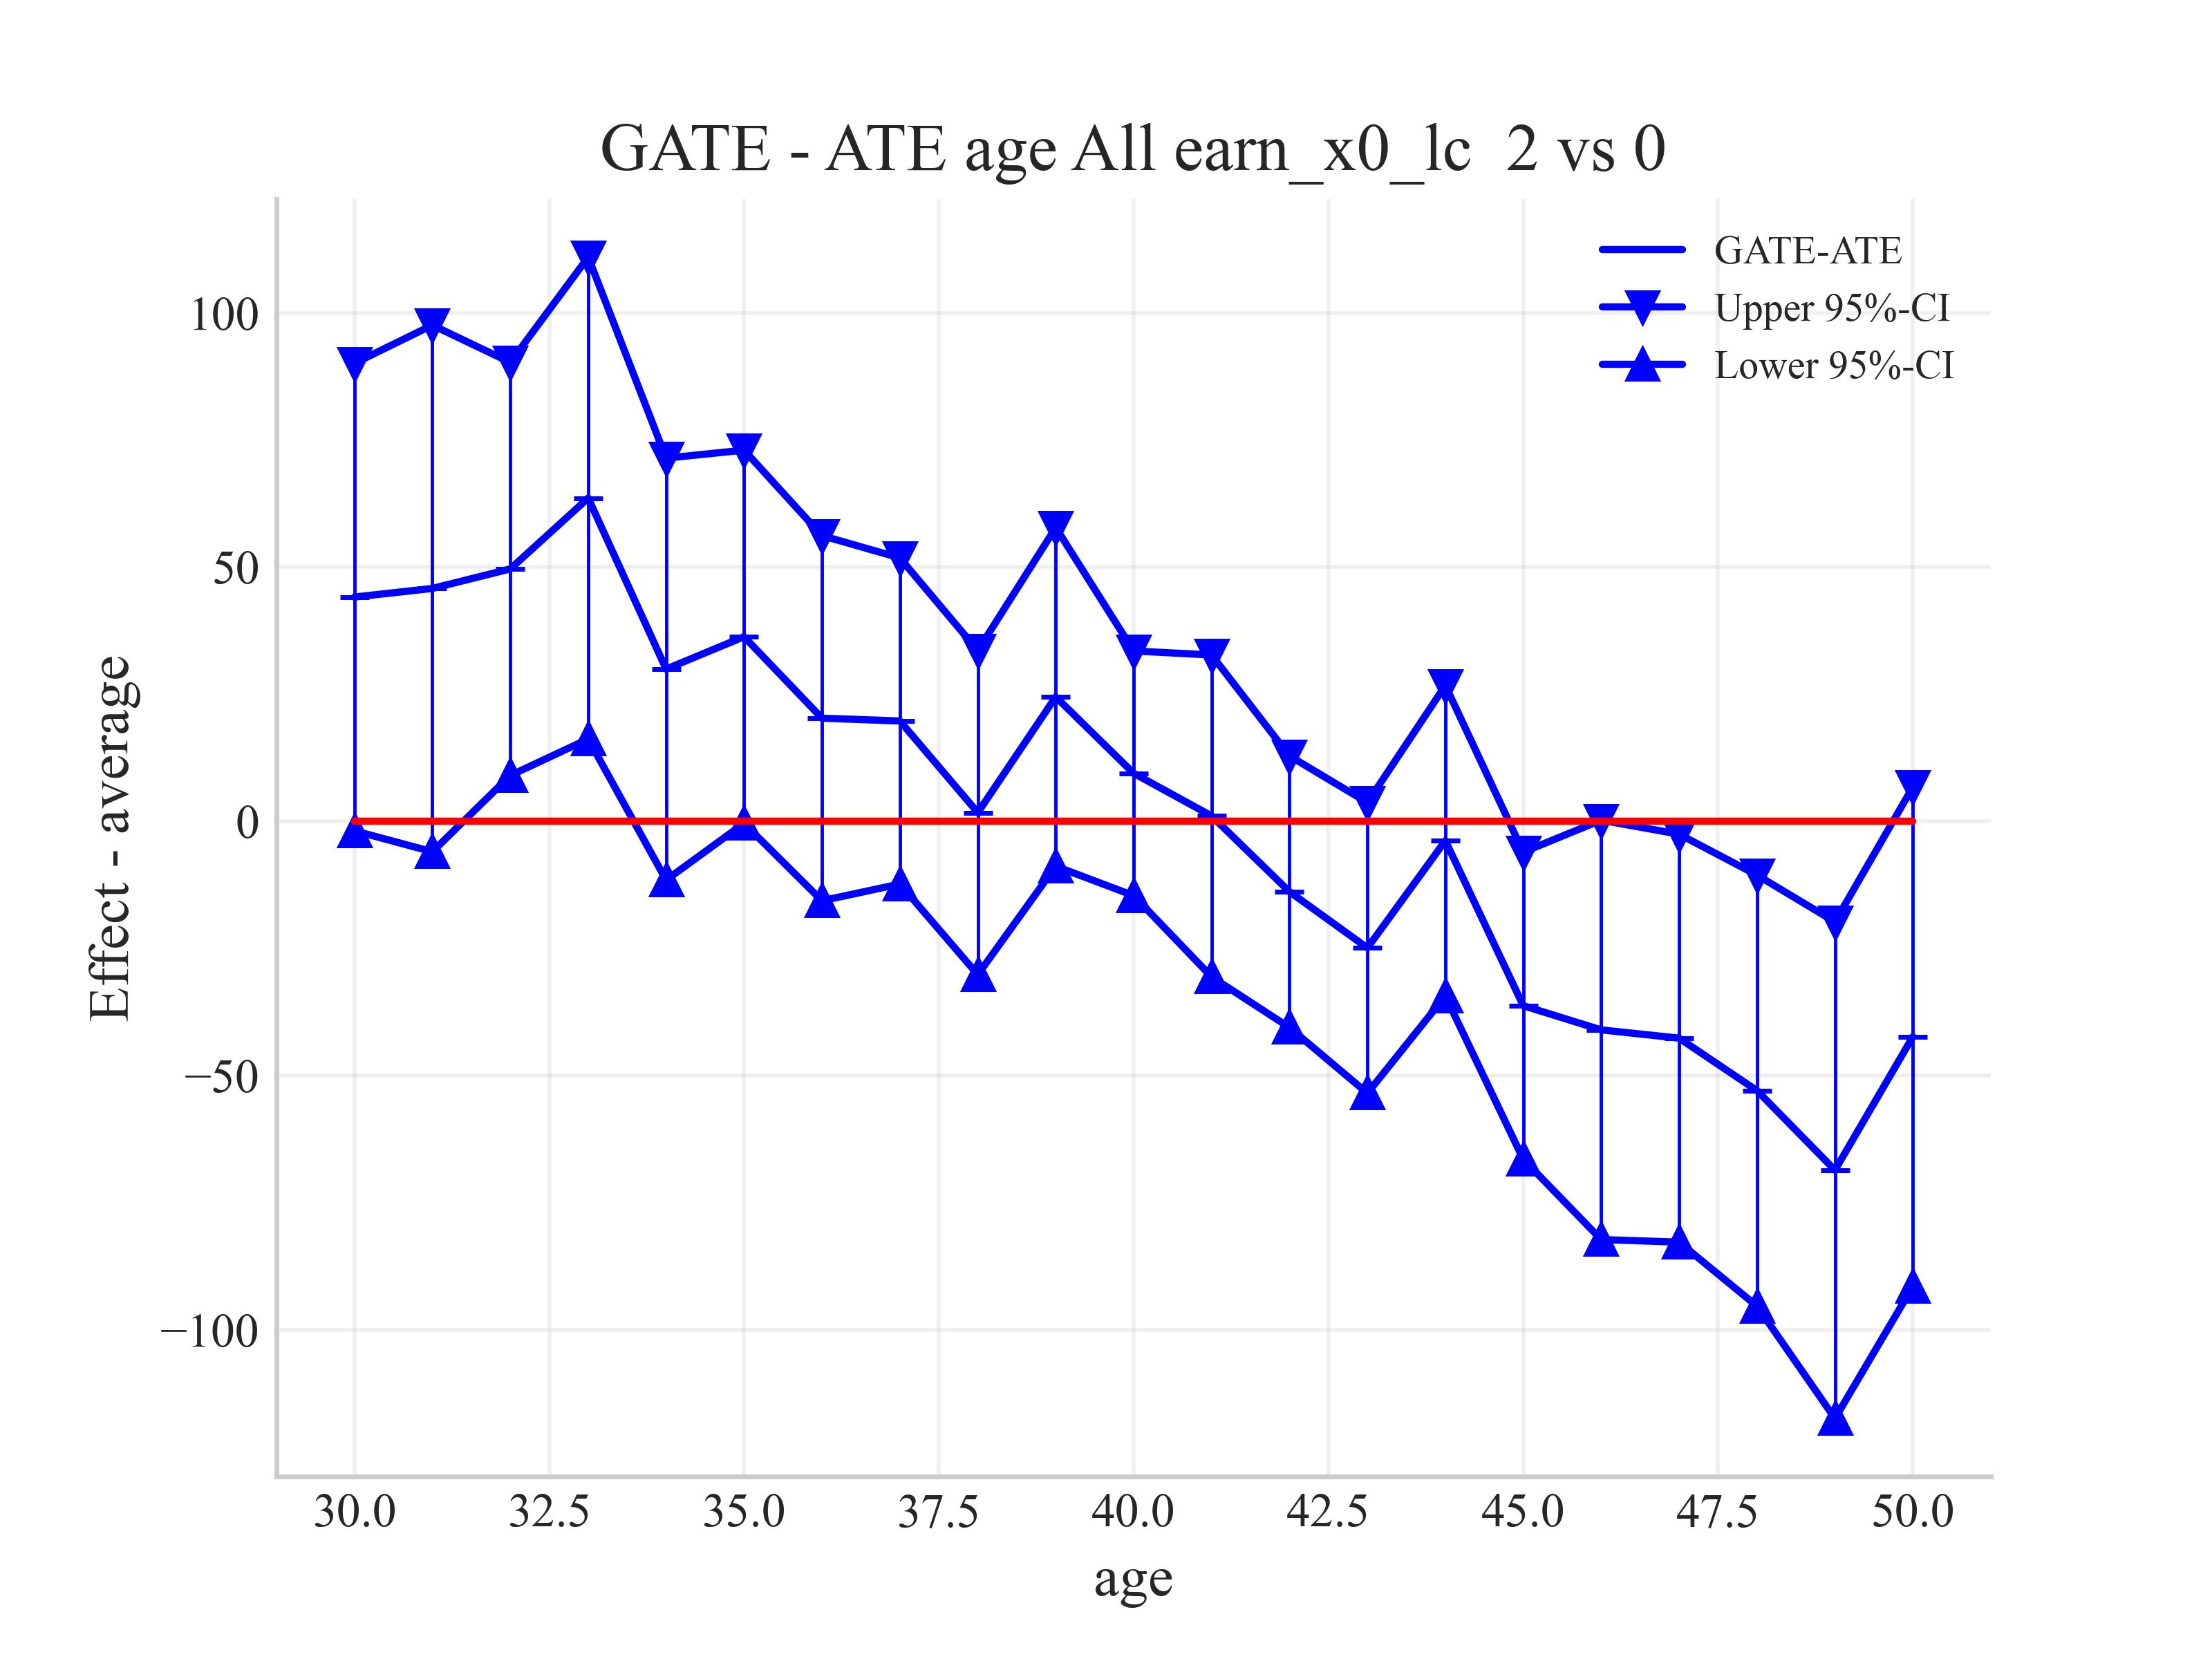 GATE - ATE age All earn_x0_lc  2 vs 0
GATE-ATE
Upper 95%-CI
Lower 95%-CI
Effect - average
100
50
0
−50
−100
30.0 32.5 35.0 37.5 40.0 42.5 45.0 47.5 50.0
age